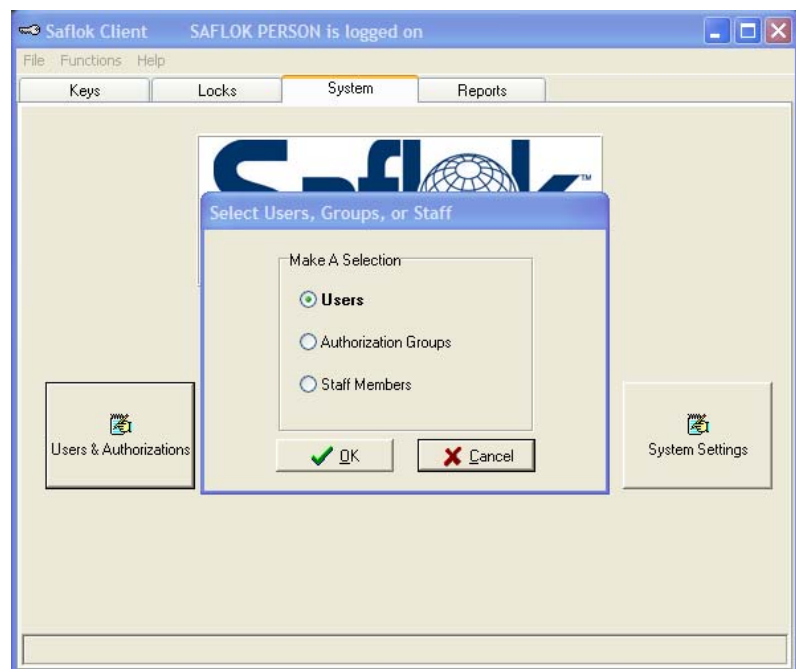 Saflok Client SAFLOK PERSON is logged on
File Functions Help
Keys Locks System Reports
Saflok™
Select Users, Groups, or Staff
Make A Selection
Users
Authorization Groups
Staff Members
Users & Authorizations
OK Cancel
System Settings